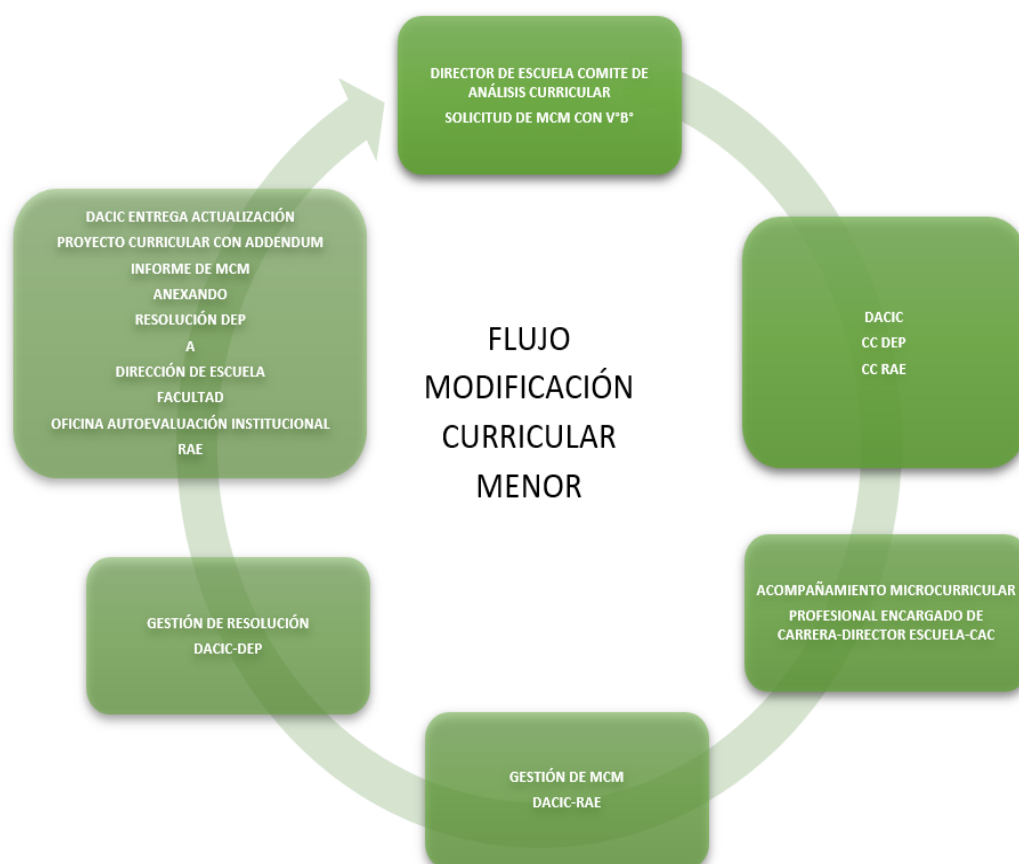 DIRECTOR DE ESCUELA COMITE DE
ANÁLISIS CURRICULAR
SOLICITUD DE MCM CON V°B°
DACIC
CC DEP
CC RAE
ACOMPAÑAMIENTO MICROCURRICULAR
PROFESIONAL ENCARGADO DE
CARRERA-DIRECTOR ESCUELA-CAC
GESTIÓN DE MCM
DACIC-RAE
GESTIÓN DE RESOLUCIÓN
DACIC-DEP
DACIC ENTREGA ACTUALIZACIÓN
PROYECTO CURRICULAR CON ADDENDUM
INFORME DE MCM
ANEXANDO
RESOLUCIÓN DEP
A
DIRECCIÓN DE ESCUELA
FACULTAD
OFICINA AUTOEVALUACIÓN INSTITUCIONAL
RAE
FLUJO
MODIFICACIÓN
CURRICULAR
MENOR